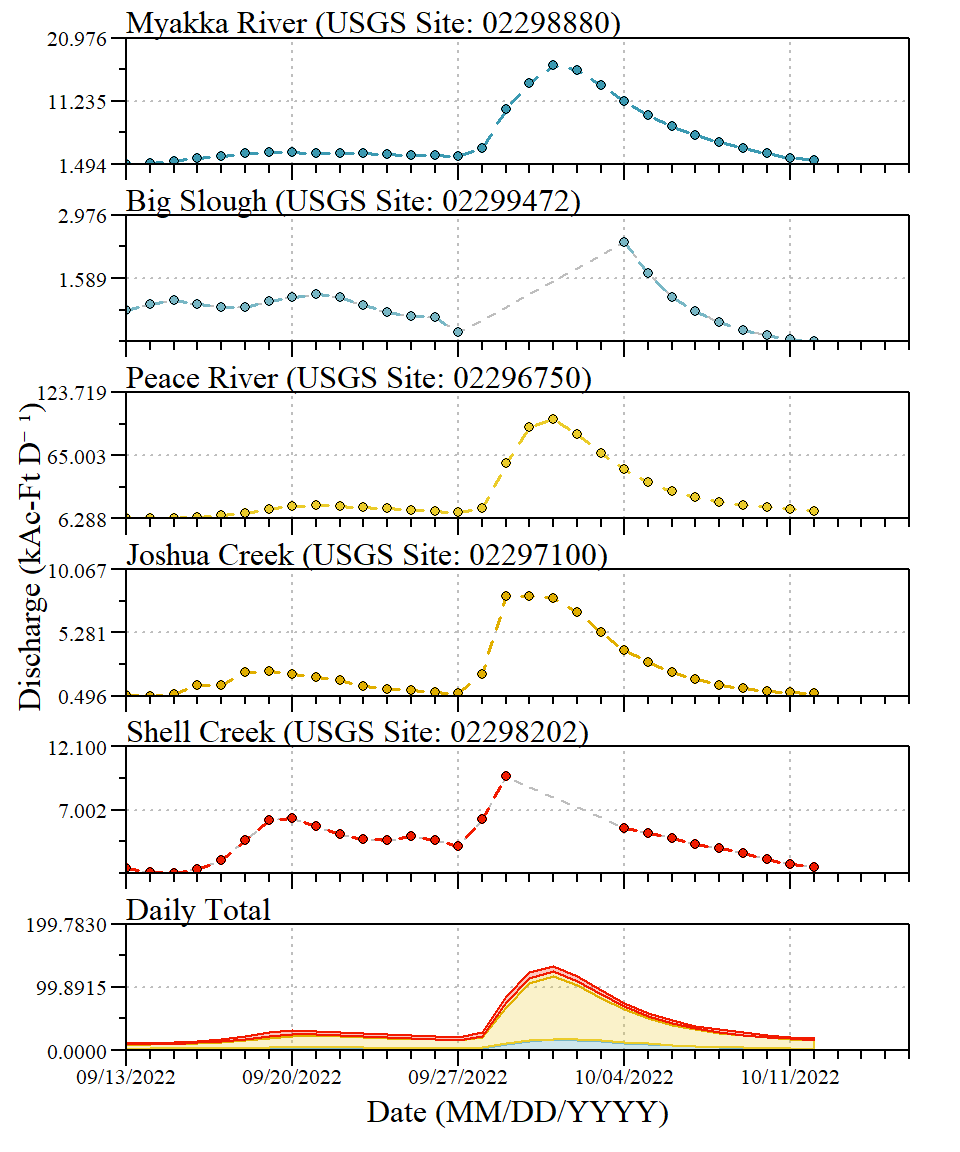 Myakka River (USGS Site: 02298880)
20.976
11.235
1.494
Big Slough (USGS Site: 02299472)
2.976
1.589
Peace River (USGS Site: 02296750)
123.719
65.003
6.288
Discharge (kAc-Ft D⁻¹)
Joshua Creek (USGS Site: 02297100)
10.067
5.281
0.496
Shell Creek (USGS Site: 02298202)
12.100
7.002
Daily Total
199.7830
99.8915
0.0000
09/13/2022 09/20/2022 09/27/2022 10/04/2022 10/11/2022
Date (MM/DD/YYYY)